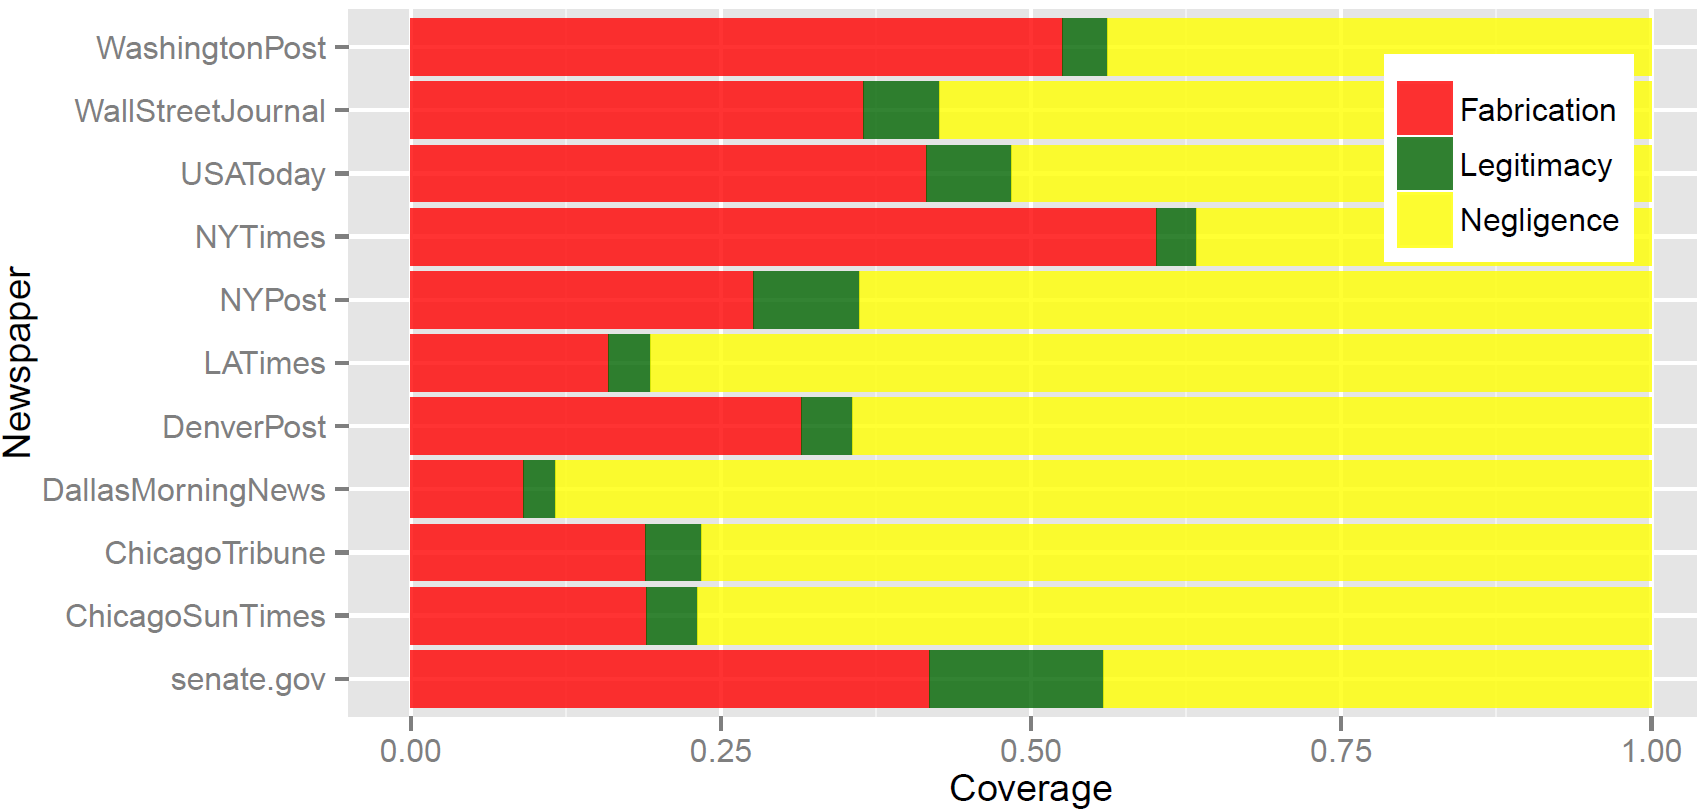 WashingtonPost
WallStreetJournal
USAToday
NYTimes
NYPost
LATimes
DenverPost
DallasMorningNews
ChicagoTribune
ChicagoSunTimes
senate.gov
Newspaper
Fabrication
Legitimacy
Negligence
0.00 0.25 0.50 0.75 1.00
Coverage